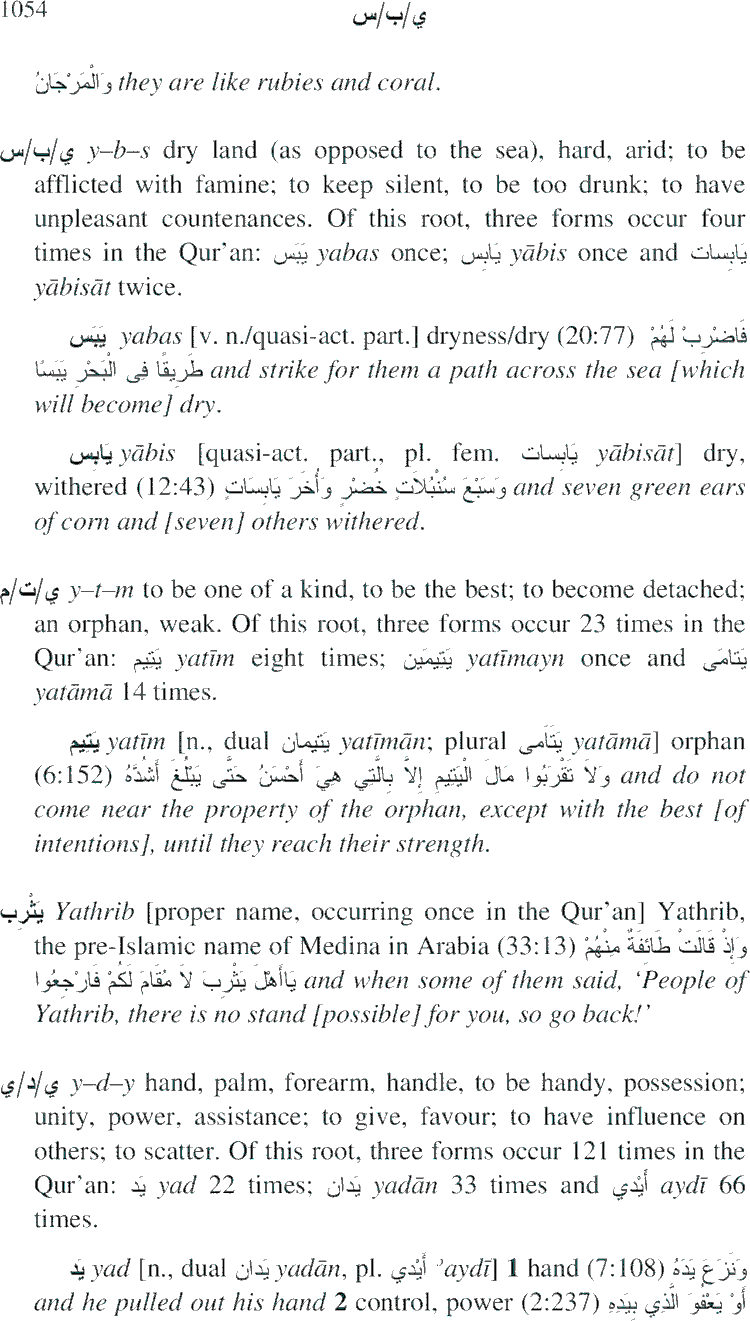 1054 ي/ب/س
وَالْمَرْجَانُ they are like rubies and coral.
ي/ب/س y–b–s dry land (as opposed to the sea), hard, arid; to be
afflicted with famine; to keep silent, to be too drunk; to have
unpleasant countenances. Of this root, three forms occur four
times in the Qur’an: يَبَس yabas once; يَابِس yābis once and يَابِسات
yābisāt twice.
يَبَس yabas [v. n./quasi-act. part.] dryness/dry (20:77) فَاضْرِبْ لَهُمْ
طَرِيقًا فِى الْبَحْرِ يَبَسًا and strike for them a path across the sea [which
will become] dry.
يَابِس yābis [quasi-act. part., pl. fem. يَابِسات yābisāt] dry,
withered (12:43) وَسَبْعَ سُنْبُلَاتٍ خُضْرٍ وَأُخَرَ يَابِسَاتٍ and seven green ears
of corn and [seven] others withered.
ي/ت/م y–t–m to be one of a kind, to be the best; to become detached;
an orphan, weak. Of this root, three forms occur 23 times in the
Qur’an: يَتِيم yatīm eight times; يَتِيمَيْن yatīmayn once and يَتَامَى
yatāmā 14 times.
يَتِيم yatīm [n., dual يَتِيمان yatīmān; plural يَتَامى yatāmā] orphan
(6:152) وَلَا تَقْرَبُوا مَالَ الْيَتِيمِ إِلَّا بِالَّتِي هِيَ أَحْسَنُ حَتَّى يَبْلُغَ أَشُدَّهُ and do not
come near the property of the orphan, except with the best [of
intentions], until they reach their strength.
يَثْرِب Yathrib [proper name, occurring once in the Qur’an] Yathrib,
the pre-Islamic name of Medina in Arabia (33:13) وَإِذْ قَالَتْ طَائِفَةٌ مِنْهُمْ
يَاأَهْلَ يَثْرِبَ لَا مُقَامَ لَكُمْ فَارْجِعُوا and when some of them said, ‘People of
Yathrib, there is no stand [possible] for you, so go back!’
ي/د/ي y–d–y hand, palm, forearm, handle, to be handy, possession;
unity, power, assistance; to give, favour; to have influence on
others; to scatter. Of this root, three forms occur 121 times in the
Qur’an: يَد yad 22 times; يَدَان yadān 33 times and أَيْدي aydī 66
times.
يَد yad [n., dual يَدَان yadān, pl. أَيْدي ʾaydī] 1 hand (7:108) وَنَزَعَ يَدَهُ
and he pulled out his hand 2 control, power (2:237) أَوْ يَعْفُوَ الَّذِي بِيَدِهِ